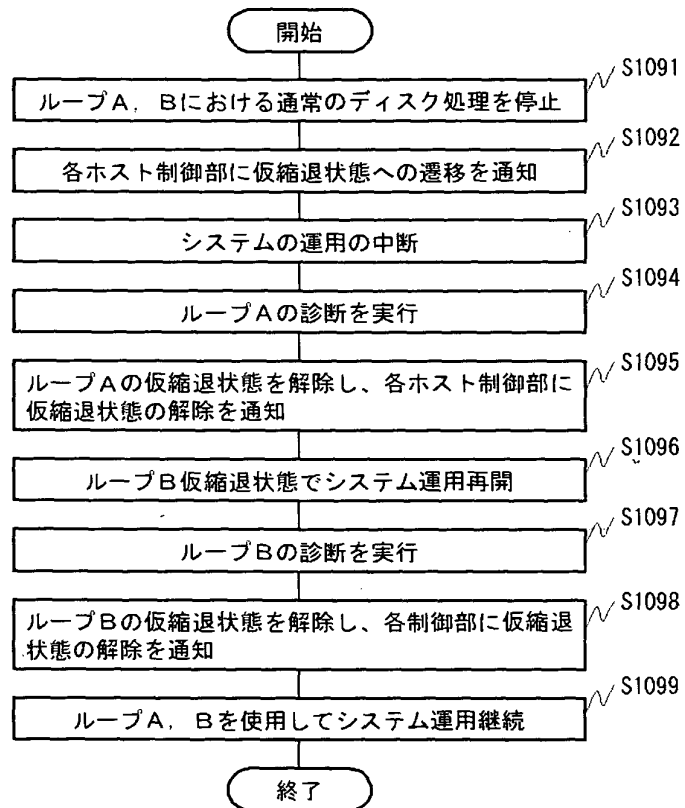 開始
S1091
ループA，Bにおける通常のディスク処理を停止
S1092
各ホスト制御部に仮縮退状態への遷移を通知
S1093
システムの運用の中断
S1094
ループAの診断を実行
S1095
ループAの仮縮退状態を解除し、各ホスト制御部に
仮縮退状態の解除を通知
S1096
ループB仮縮退状態でシステム運用再開
S1097
ループBの診断を実行
S1098
ループBの仮縮退状態を解除し、各制御部に仮縮退
状態の解除を通知
S1099
ループA，Bを使用してシステム運用継続
終了